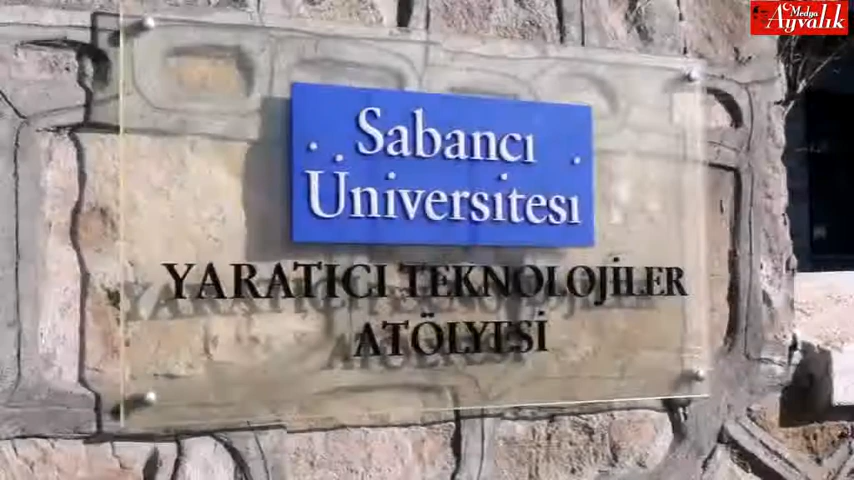 Medya
Ayvalık
Sabancı
Üniversitesi
YARATICI TEKNOLOJİLER
ATÖLYESİ